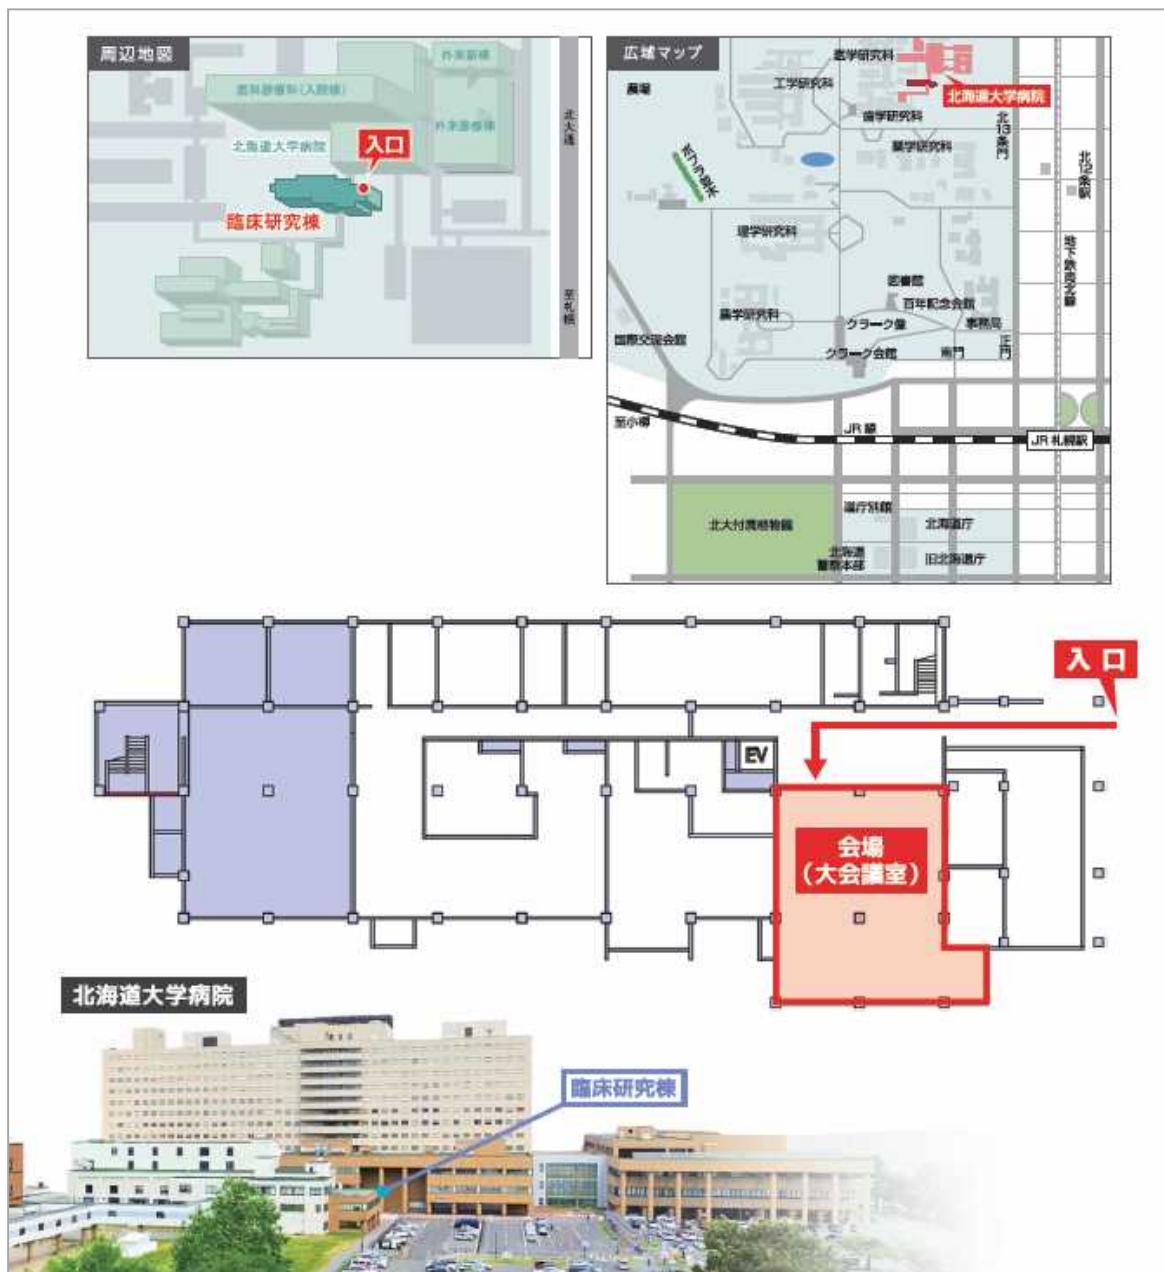 周辺地図
外来新棟
医科診療科(入院棟)
外来診療棟
北海道大学病院
入口
臨床研究棟
北大通
至札幌
広域マップ
医学研究科
農場
工学研究科
北海道大学病院
歯学研究科
薬学研究科
北13条門
北12条駅
ポプラ並木
理学研究科
地下鉄南北線
図書館
百年記念会館
農学研究科
クラーク像
事務局
国際交流会館
クラーク会館
南門
正門
至小樽
JR 線
JR 札幌駅
道庁別館
北大付属植物園
北海道庁
北海道
警察本部
旧北海道庁
入口
EV
会場
(大会議室)
北海道大学病院
臨床研究棟